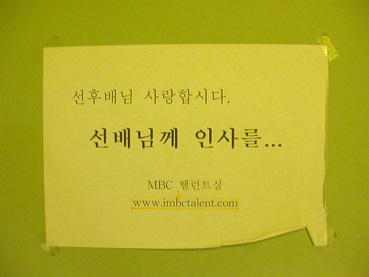 선후배님 사랑합시다.
선배님께 인사를...
MBC 탤런트실
www.imbctalent.com